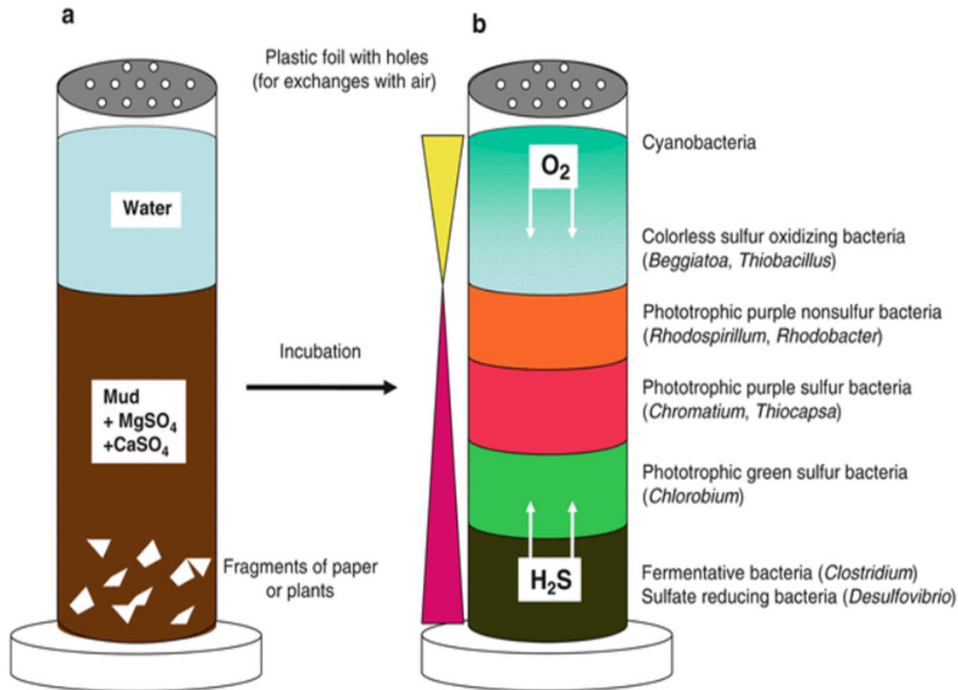 a
b
Plastic foil with holes
(for exchanges with air)
Water
Mud
+ MgSO₄
+CaSO₄
Fragments of paper
or plants
Incubation
O₂
H₂S
Cyanobacteria
Colorless sulfur oxidizing bacteria
(Beggiatoa, Thiobacillus)
Phototrophic purple nonsulfur bacteria
(Rhodospirillum, Rhodobacter)
Phototrophic purple sulfur bacteria
(Chromatium, Thiocapsa)
Phototrophic green sulfur bacteria
(Chlorobium)
Fermentative bacteria (Clostridium)
Sulfate reducing bacteria (Desulfovibrio)